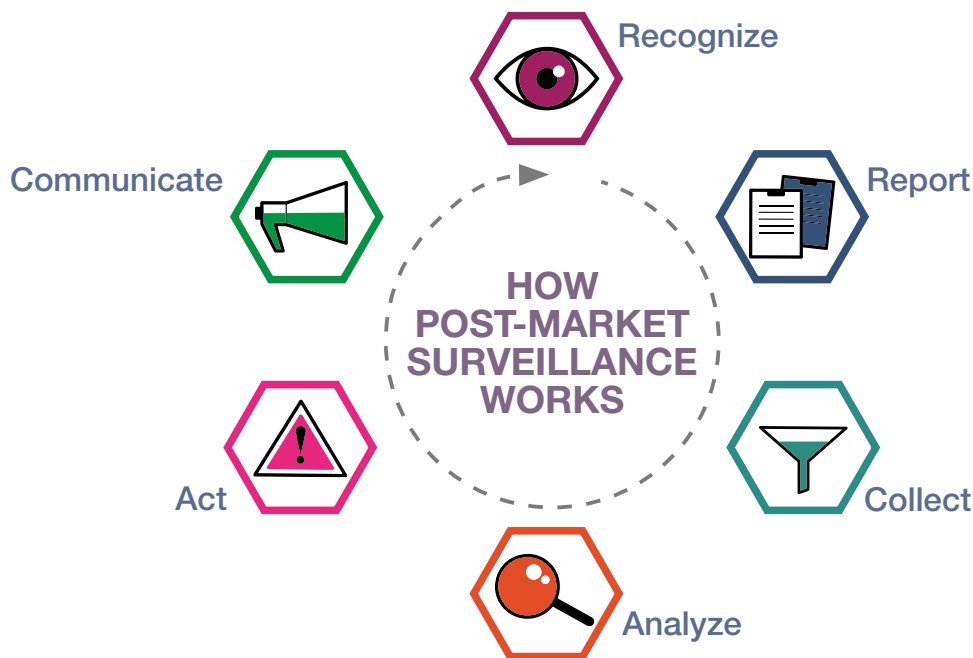 Recognize
Communicate
Report
HOW
POST-MARKET
SURVEILLANCE
WORKS
Act
Collect
Analyze